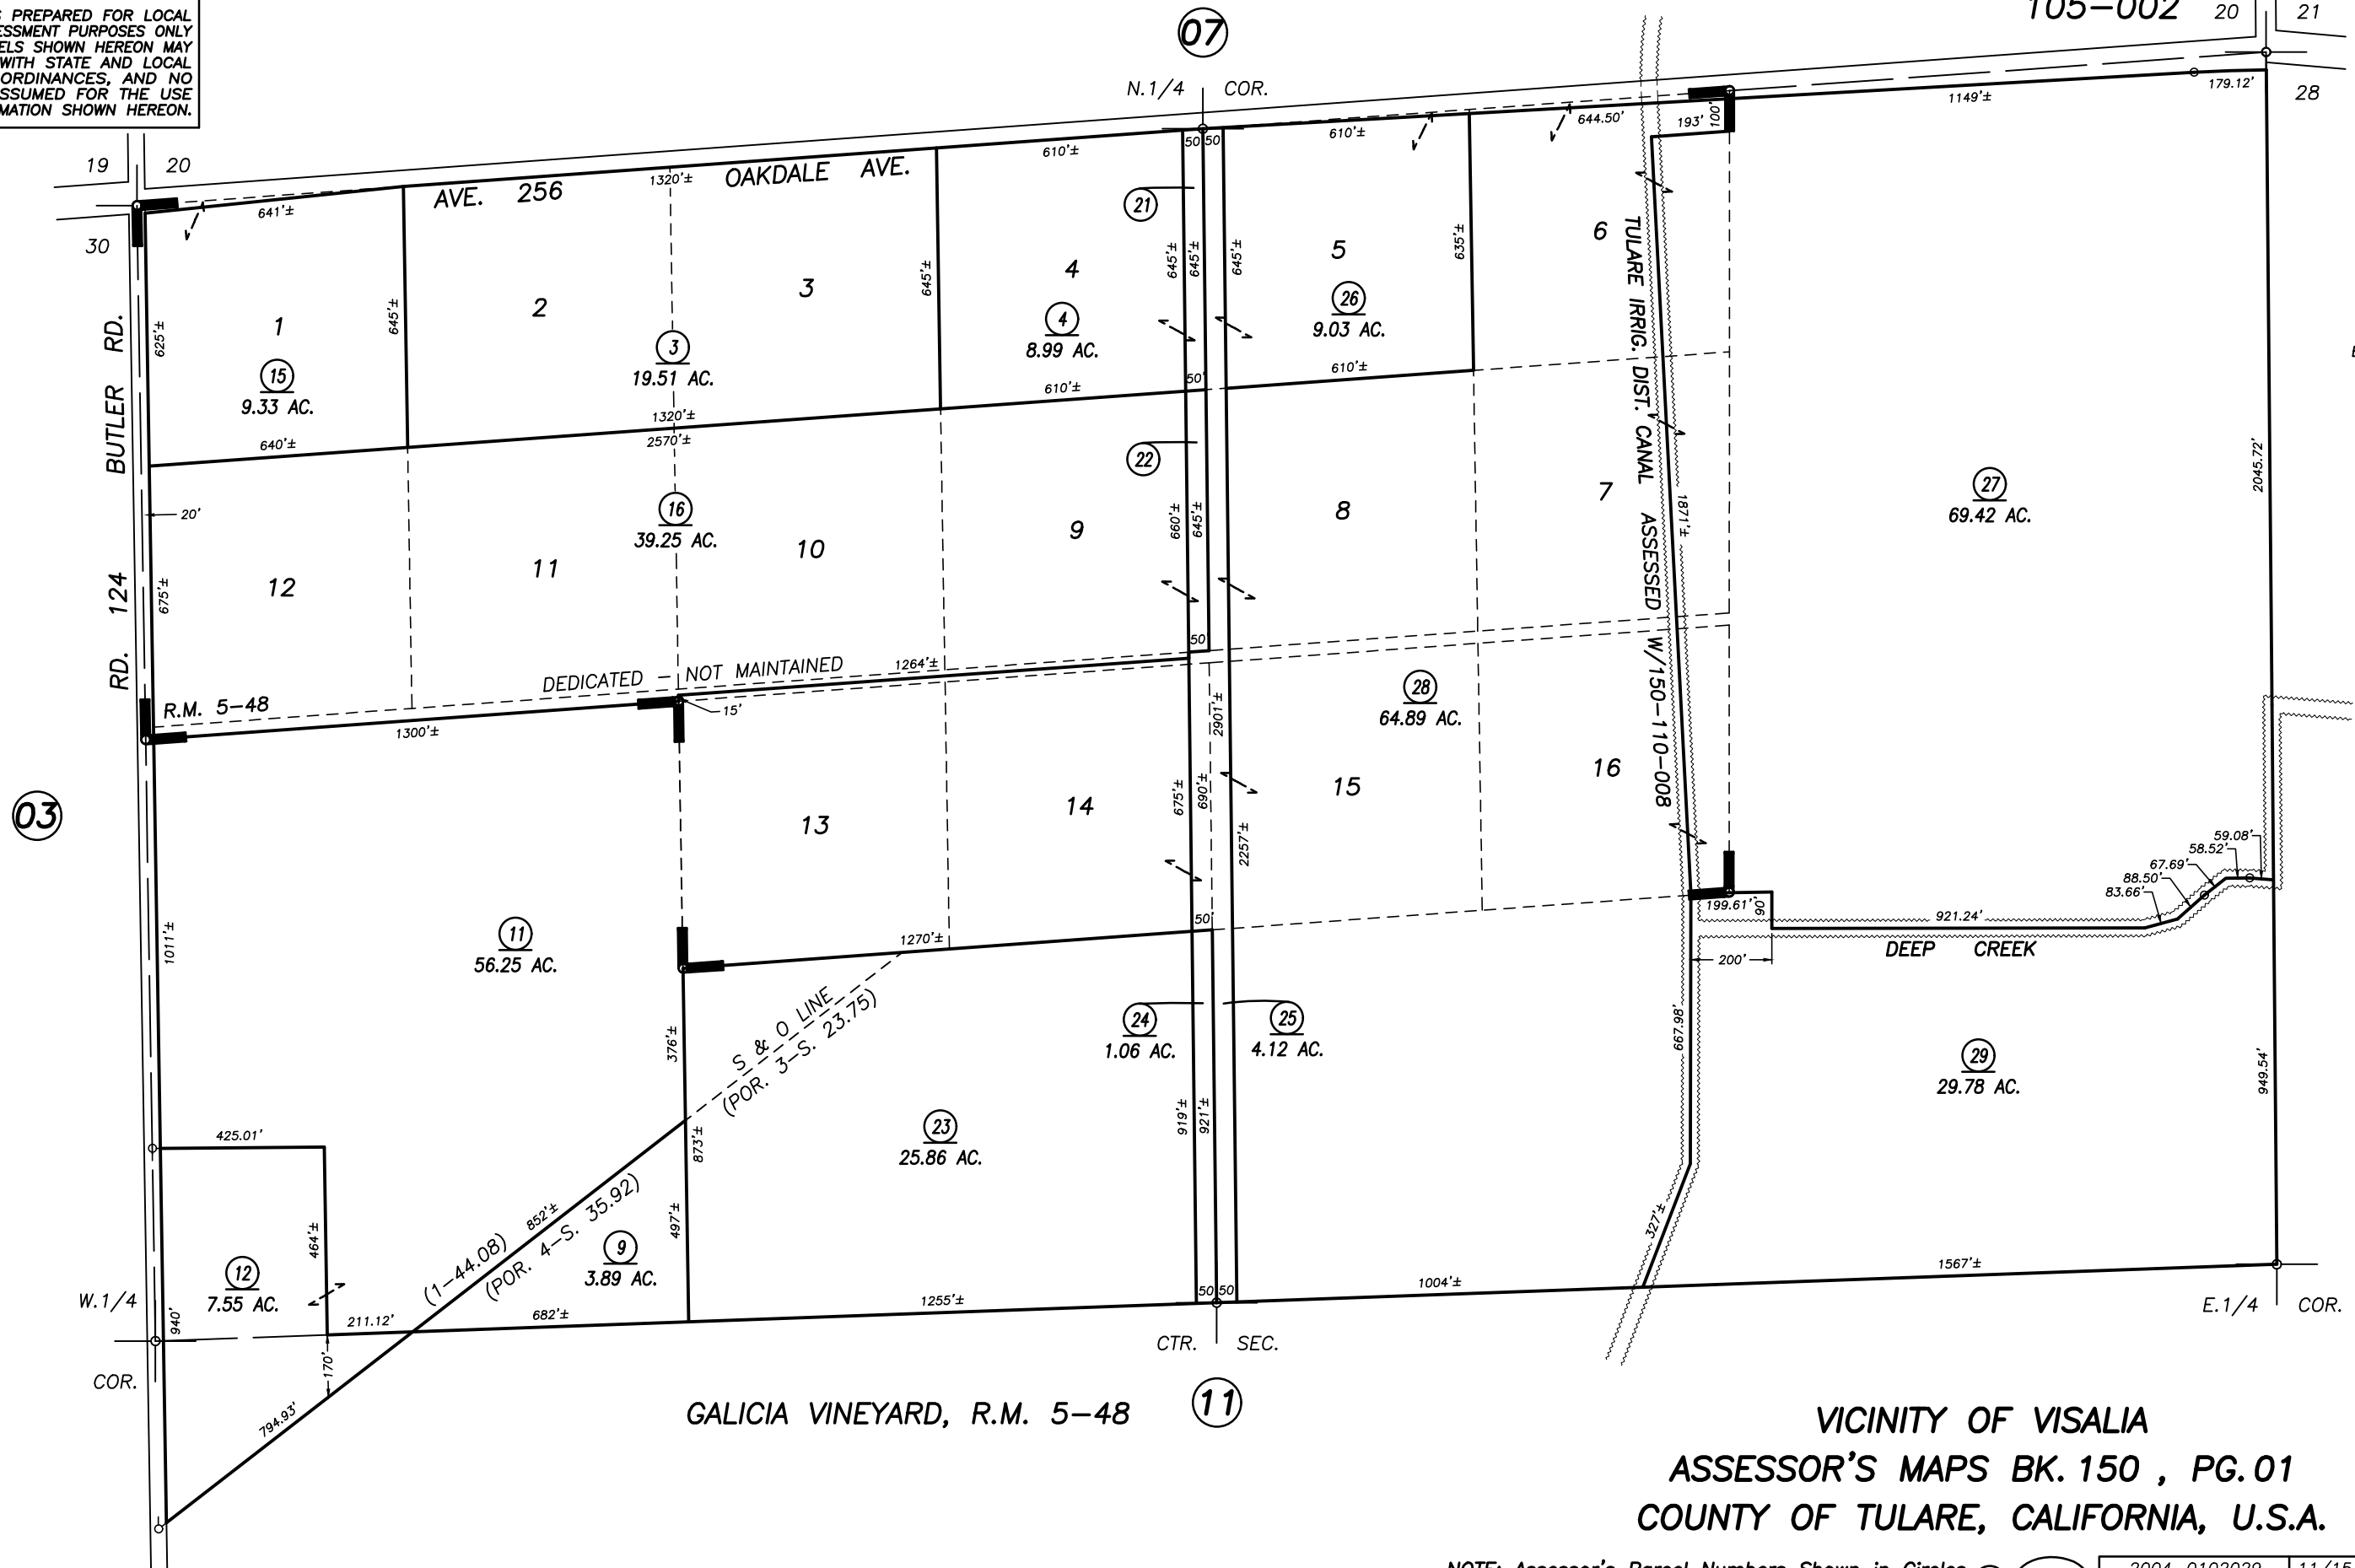 PREPARED FOR LOCAL
ESSMENT PURPOSES ONLY
ELS SHOWN HEREON MAY
WITH STATE AND LOCAL
ORDINANCES, AND NO
SSUMED FOR THE USE
MATION SHOWN HEREON.
07
105-002
20
21
28
N.1/4 COR.
19
20
30
AVE. 256
OAKDALE AVE.
641'±
1320'±
610'±
50
50
610'±
644.50'
193'
100'
1149'±
179.12'
BUTLER RD.
RD. 124
625'±
1
15
9.33 AC.
645'±
2
3
19.51 AC.
3
645'±
4
4
8.99 AC.
21
645'±
645'±
645'±
5
26
9.03 AC.
635'±
6
640'±
1320'±
2570'±
610'±
50'
610'±
TULARE IRRIG. DIST. CANAL ASSESSED W/150-110-008
1871'±
27
69.42 AC.
2045.72'
20'
675'±
12
11
16
39.25 AC.
10
9
22
660'±
645'±
8
7
50
R.M. 5-48
DEDICATED - NOT MAINTAINED
1264'±
1300'±
15'
03
13
14
675'±
690'±
2901'±
2257'±
28
64.89 AC.
15
16
1011'±
11
56.25 AC.
1270'±
50'
199.61'
90'
921.24'
83.66'
88.50'
67.69'
58.52'
59.08'
200'
DEEP CREEK
376'±
S & O LINE
(POR. 3-S. 23.75)
24
1.06 AC.
25
4.12 AC.
667.98'
29
29.78 AC.
949.54'
425.01'
464'±
873'±
23
25.86 AC.
919'±
921'±
12
7.55 AC.
(1-44.08)
852'±
(POR. 4-S. 35.92)
497'±
9
3.89 AC.
327'±
W.1/4
COR.
940'
211.12'
682'±
1255'±
50
50
1004'±
1567'±
E.1/4 COR.
170'
CTR. SEC.
794.93'
GALICIA VINEYARD, R.M. 5-48
11
VICINITY OF VISALIA
ASSESSOR'S MAPS BK. 150 , PG. 01
COUNTY OF TULARE, CALIFORNIA, U.S.A.
NOTE: Assessor's Parcel Numbers Shown in Circles
2004-0102029
11/15